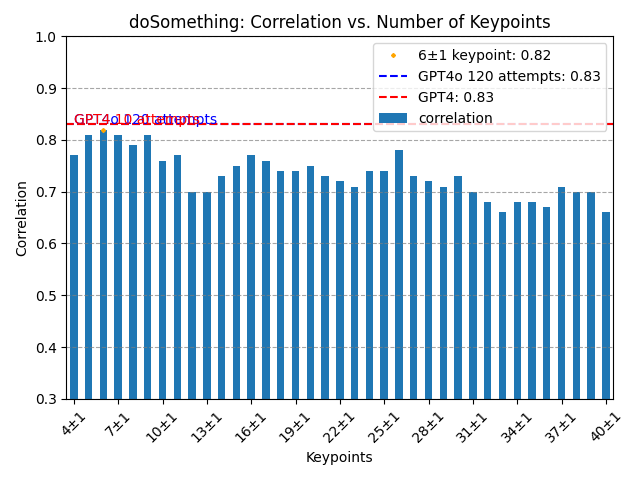 doSomething: Correlation vs. Number of Keypoints
1.0
0.9
0.8
0.7
0.6
0.5
0.4
0.3
Correlation
6±1 keypoint: 0.82
GPT4o 120 attempts: 0.83
GPT4: 0.83
correlation
GPT4o 120 attempts
4±1
7±1
10±1
13±1
16±1
19±1
22±1
25±1
28±1
31±1
34±1
37±1
40±1
Keypoints